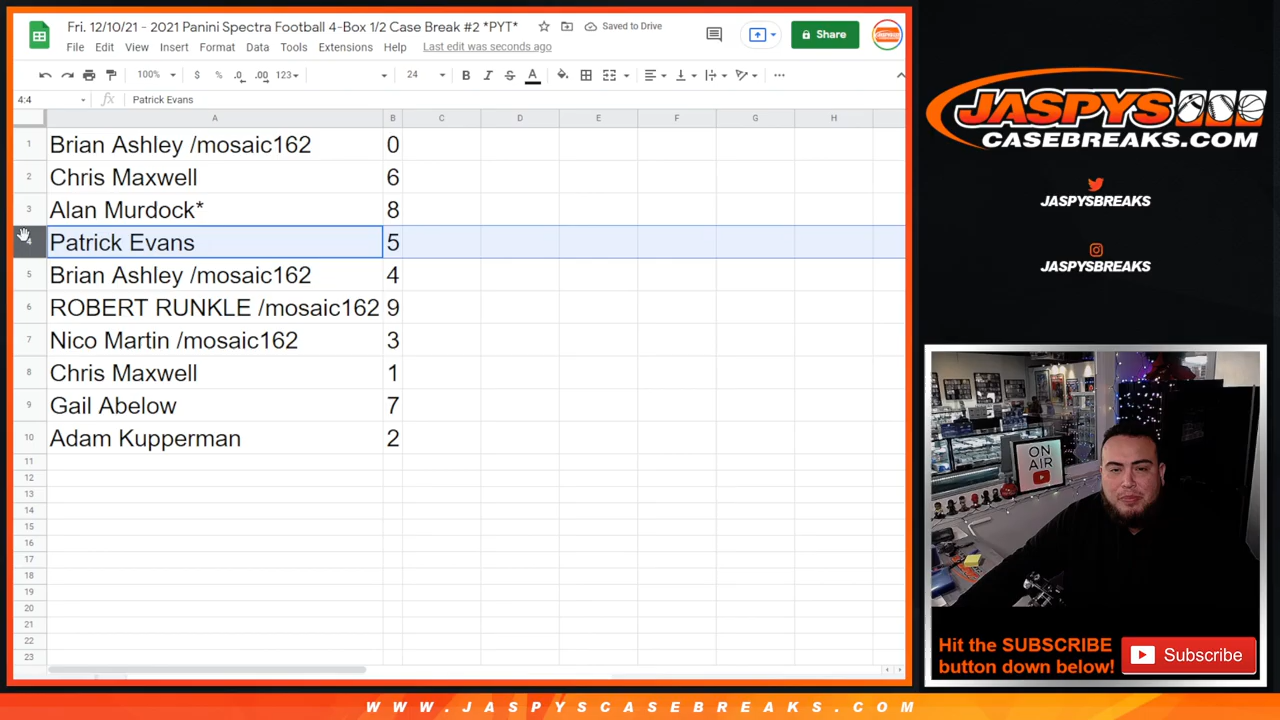 Fri. 12/10/21 - 2021 Panini Spectra Football 4-Box 1/2 Case Break #2 *PYT*
Saved to Drive
Share
File Edit View Insert Format Data Tools Extensions Help Last edit was seconds ago
100% $ % .0 .00 123 24 B I S A
4:4 fx Patrick Evans
A B C D E F G H
1 Brian Ashley /mosaic162 0
2 Chris Maxwell 6
3 Alan Murdock* 8
4 Patrick Evans 5
5 Brian Ashley /mosaic162 4
6 ROBERT RUNKLE /mosaic162 9
7 Nico Martin /mosaic162 3
8 Chris Maxwell 1
9 Gail Abelow 7
10 Adam Kupperman 2
11
12
13
14
15
16
17
18
19
20
21
22
23
JASPYS
CASEBREAKS.COM
JASPYSBREAKS
JASPYSBREAKS
ON
AIR
Hit the SUBSCRIBE
button down below!
Subscribe
WWW.JASPYSCASEBREAKS.COM